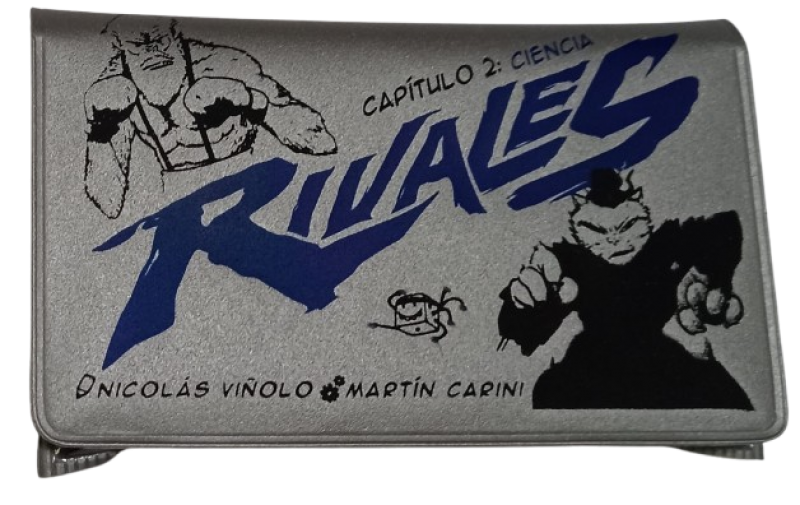 CAPÍTULO 2: CIENCIA
RIVALES
NICOLÁS VIÑOLO MARTÍN CARINI